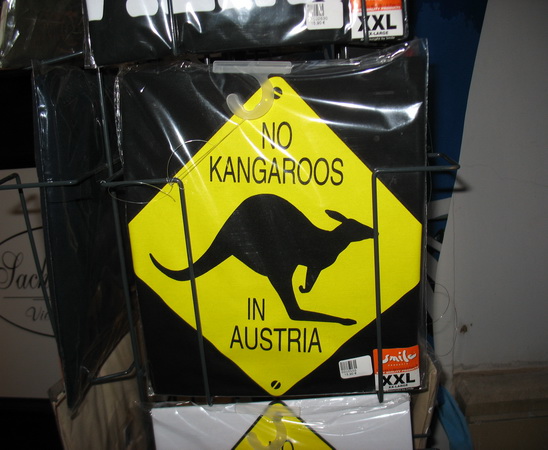 XXL
NO
KANGAROOS
IN
AUSTRIA
smile
XXL